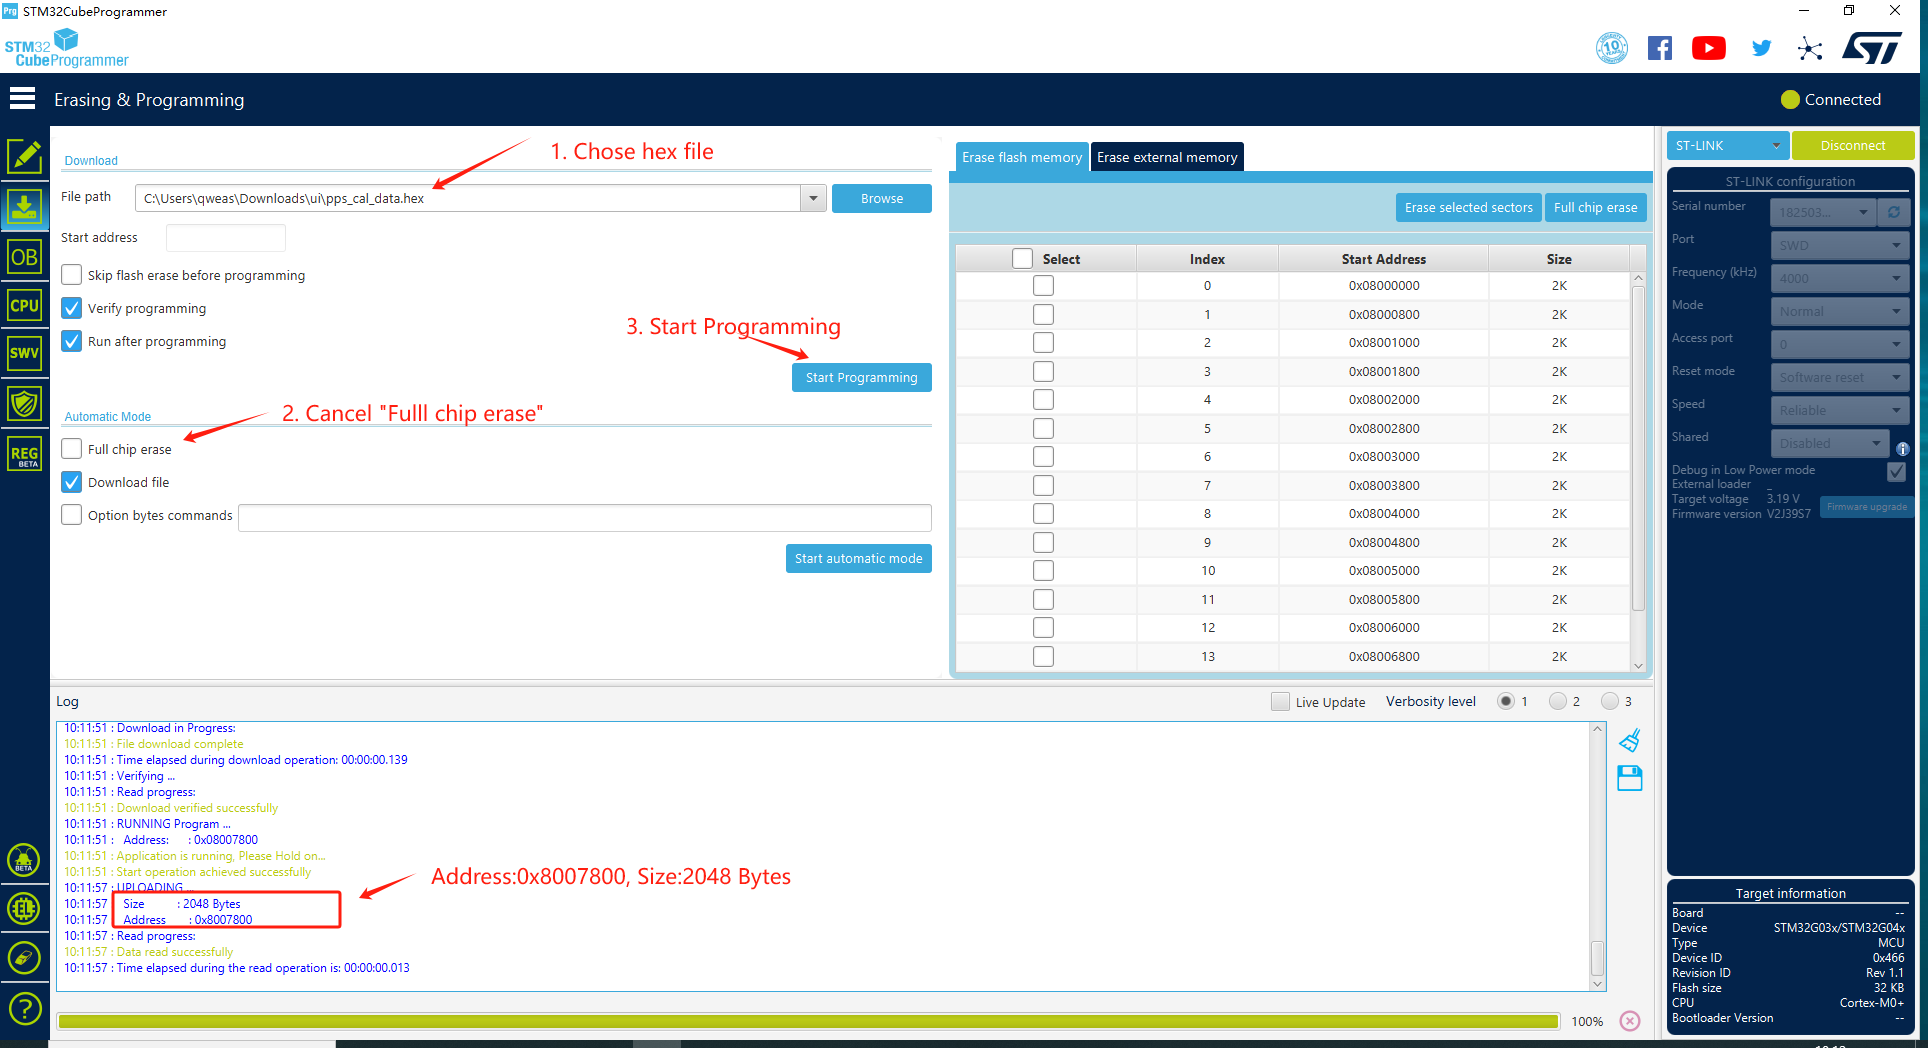 Prg STM32CubeProgrammer
STM32
CubeProgrammer
10
Erasing & Programming
Connected
Download
1. Chose hex file
File path
C:\Users\qweas\Downloads\ui\pps_cal_data.hex
Browse
Start address
Skip flash erase before programming
Verify programming
Run after programming
3. Start Programming
Start Programming
Automatic Mode
2. Cancel "Fulll chip erase"
Full chip erase
Download file
Option bytes commands
Start automatic mode
OB
CPU
SWV
REG
BETA
BETA
?
Erase flash memory Erase external memory
Erase selected sectors Full chip erase
Select Index Start Address Size
0 0x08000000 2K
1 0x08000800 2K
2 0x08001000 2K
3 0x08001800 2K
4 0x08002000 2K
5 0x08002800 2K
6 0x08003000 2K
7 0x08003800 2K
8 0x08004000 2K
9 0x08004800 2K
10 0x08005000 2K
11 0x08005800 2K
12 0x08006000 2K
13 0x08006800 2K
ST-LINK Disconnect
ST-LINK configuration
Serial number 182503...
Port SWD
Frequency (kHz) 4000
Mode Normal
Access port 0
Reset mode Software reset
Speed Reliable
Shared Disabled
Debug in Low Power mode
External loader _
Target voltage 3.19 V
Firmware version V2J39S7 Firmware upgrade
Log
Live Update Verbosity level 1 2 3
10:11:51 : Download in Progress:
10:11:51 : File download complete
10:11:51 : Time elapsed during download operation: 00:00:00.139
10:11:51 : Verifying ...
10:11:51 : Read progress:
10:11:51 : Download verified successfully
10:11:51 : RUNNING Program ...
10:11:51 : Address: : 0x08007800
10:11:51 : Application is running, Please Hold on...
10:11:51 : Start operation achieved successfully
10:11:57 : UPLOADING ...
10:11:57 : Size : 2048 Bytes
10:11:57 : Address : 0x8007800
10:11:57 : Read progress:
10:11:57 : Data read successfully
10:11:57 : Time elapsed during the read operation is: 00:00:00.013
Address:0x8007800, Size:2048 Bytes
100%
Target information
Board --
Device STM32G03x/STM32G04x
Type MCU
Device ID 0x466
Revision ID Rev 1.1
Flash size 32 KB
CPU Cortex-M0+
Bootloader Version --